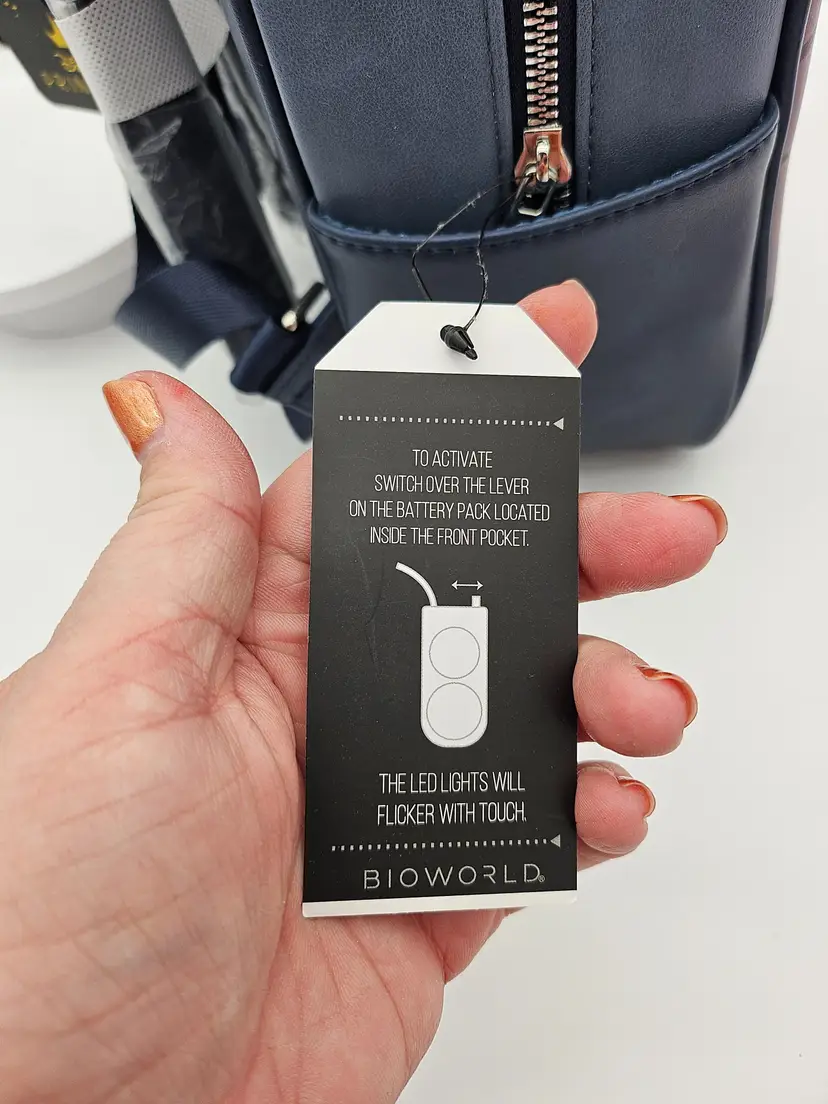 TO ACTIVATE
SWITCH OVER THE LEVER
ON THE BATTERY PACK LOCATED
INSIDE THE FRONT POCKET.
THE LED LIGHTS WILL
FLICKER WITH TOUCH.
BIOWORLD®